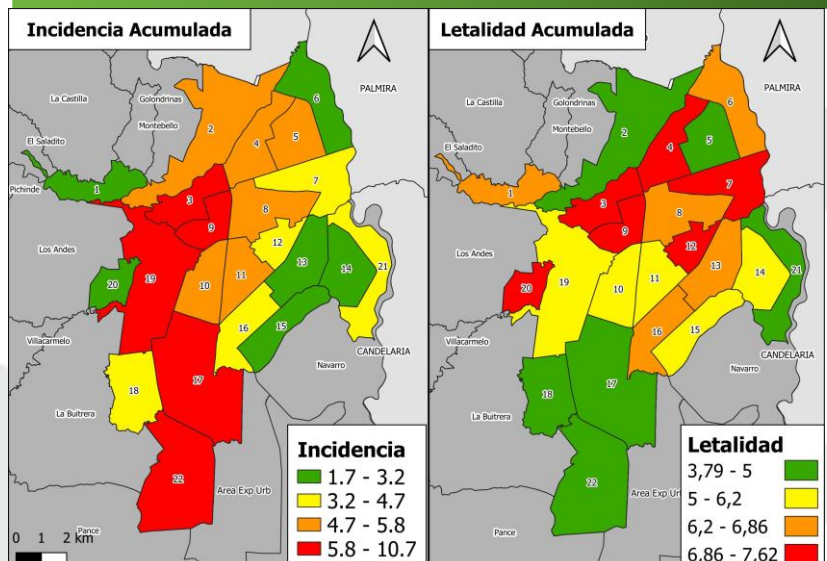 Incidencia Acumulada
La Castilla
Golondrinas
Montebello
El Saladito
Pichinde
Los Andes
Villacarmelo
La Buitrera
Pance
Area Exp Urb
Navarro
PALMIRA
CANDELARIA
1
2
3
4
5
6
7
8
9
10
11
12
13
14
15
16
17
18
19
20
21
22
Incidencia
1.7 - 3.2
3.2 - 4.7
4.7 - 5.8
5.8 - 10.7
0 1 2 km
Letalidad Acumulada
La Castilla
Golondrinas
Montebello
El Saladito
Pichinde
Los Andes
Villacarmelo
La Buitrera
Pance
Area Exp Urb
Navarro
PALMIRA
CANDELARIA
1
2
3
4
5
6
7
8
9
10
11
12
13
14
15
16
17
18
19
20
21
22
Letalidad
3,79 - 5
5 - 6,2
6,2 - 6,86
6,86 - 7,62